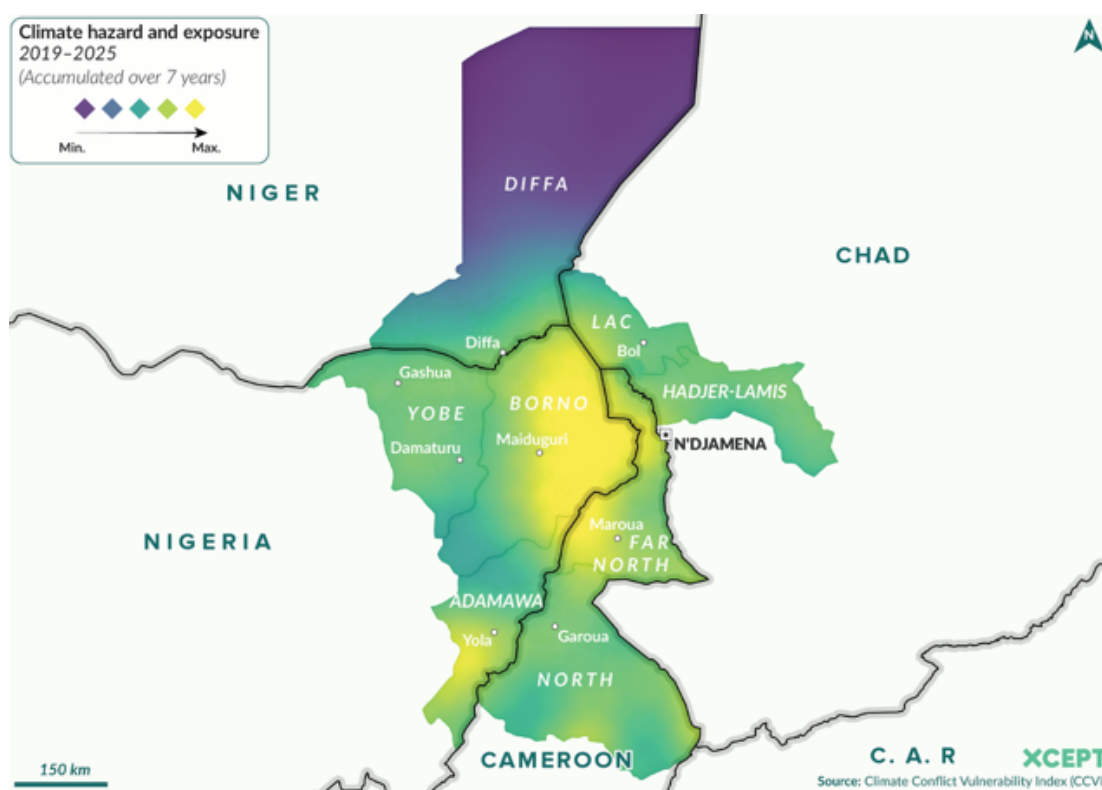 Climate hazard and exposure
2019–2025
(Accumulated over 7 years)
Min.
Max.
N
NIGER
DIFFA
CHAD
LAC
Diffa
Bol
Gashua
HADJER-LAMIS
YOBE
BORNO
Maiduguri
N'DJAMENA
Damaturu
Maroua
NIGERIA
FAR
NORTH
ADAMAWA
Yola
Garoua
NORTH
CAMEROON
C. A. R
XCEPT
150 km
Source: Climate Conflict Vulnerability Index (CCVI